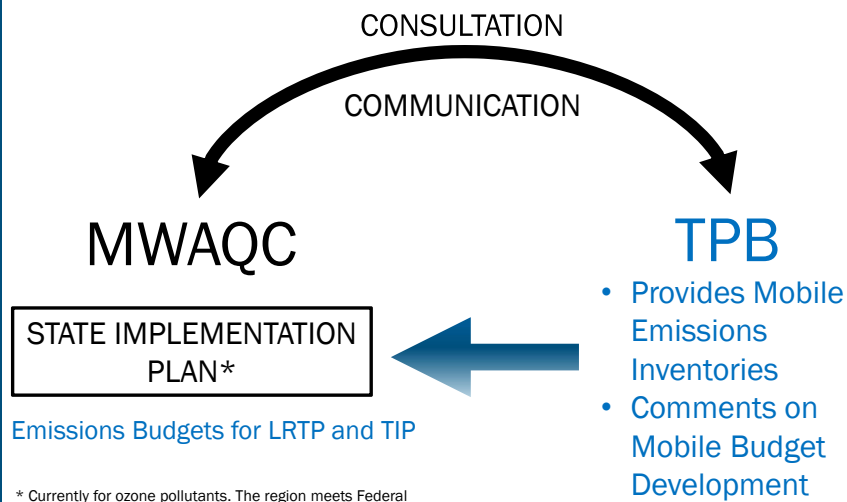 CONSULTATION
COMMUNICATION
MWAQC
STATE IMPLEMENTATION
PLAN*
Emissions Budgets for LRTP and TIP
* Currently for ozone pollutants. The region meets Federal
TPB
• Provides Mobile
Emissions
Inventories
• Comments on
Mobile Budget
Development